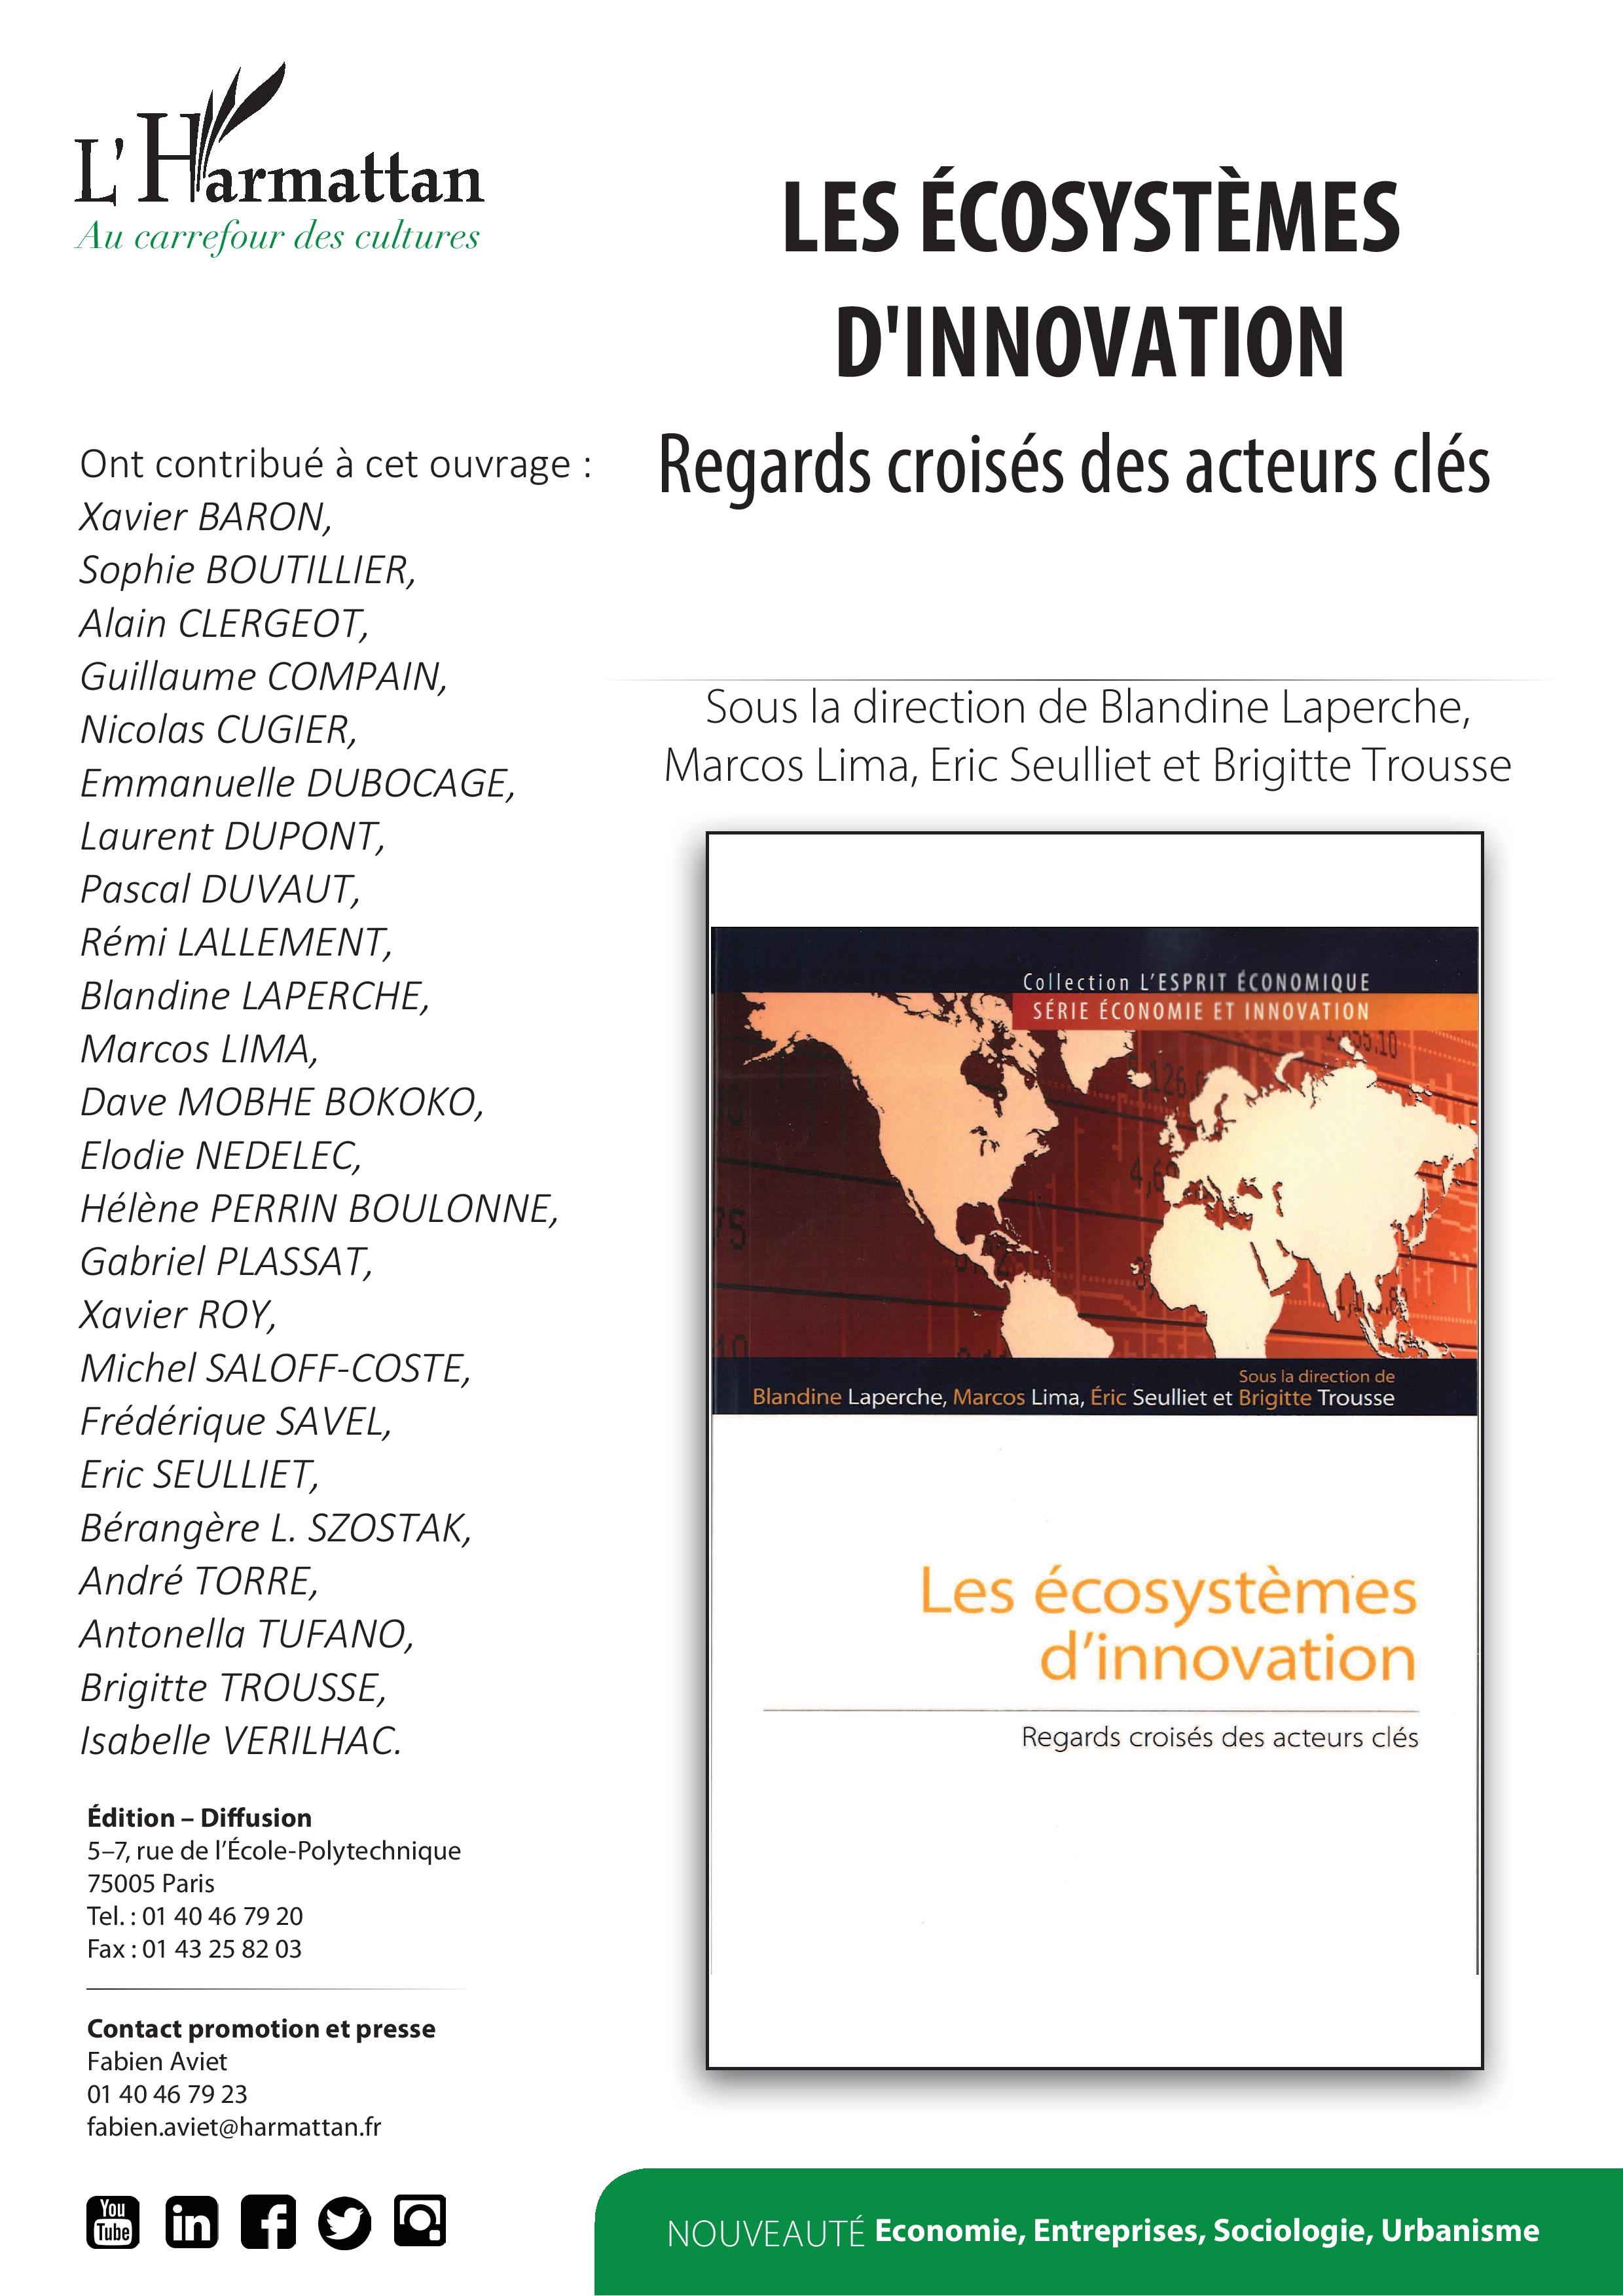 L'Harmattan
Au carrefour des cultures
LES ÉCOSYSTÈMES
D'INNOVATION
Regards croisés des acteurs clés
Ont contribué à cet ouvrage :
Xavier BARON,
Sophie BOUTILLIER,
Alain CLERGEOT,
Guillaume COMPAIN,
Nicolas CUGIER,
Emmanuelle DUBOCAGE,
Laurent DUPONT,
Pascal DUVAUT,
Rémi LALLEMENT,
Blandine LAPERCHE,
Marcos LIMA,
Dave MOBHE BOKOKO,
Elodie NEDELEC,
Hélène PERRIN BOULONNE,
Gabriel PLASSAT,
Xavier ROY,
Michel SALOFF-COSTE,
Frédérique SAVEL,
Eric SEULLIET,
Bérangère L. SZOSTAK,
André TORRE,
Antonella TUFANO,
Brigitte TROUSSE,
Isabelle VERILHAC.
Édition – Diffusion
5–7, rue de l'École-Polytechnique
75005 Paris
Tel. : 01 40 46 79 20
Fax : 01 43 25 82 03
Contact promotion et presse
Fabien Aviet
01 40 46 79 23
fabien.aviet@harmattan.fr
You
Tube
in
f
Sous la direction de Blandine Laperche,
Marcos Lima, Eric Seulliet et Brigitte Trousse
Collection L'ESPRIT ÉCONOMIQUE
SÉRIE ÉCONOMIE ET INNOVATION
Sous la direction de
Blandine Laperche, Marcos Lima, Éric Seulliet et Brigitte Trousse
Les écosystèmes
d'innovation
Regards croisés des acteurs clés
NOUVEAUTÉ Economie, Entreprises, Sociologie, Urbanisme